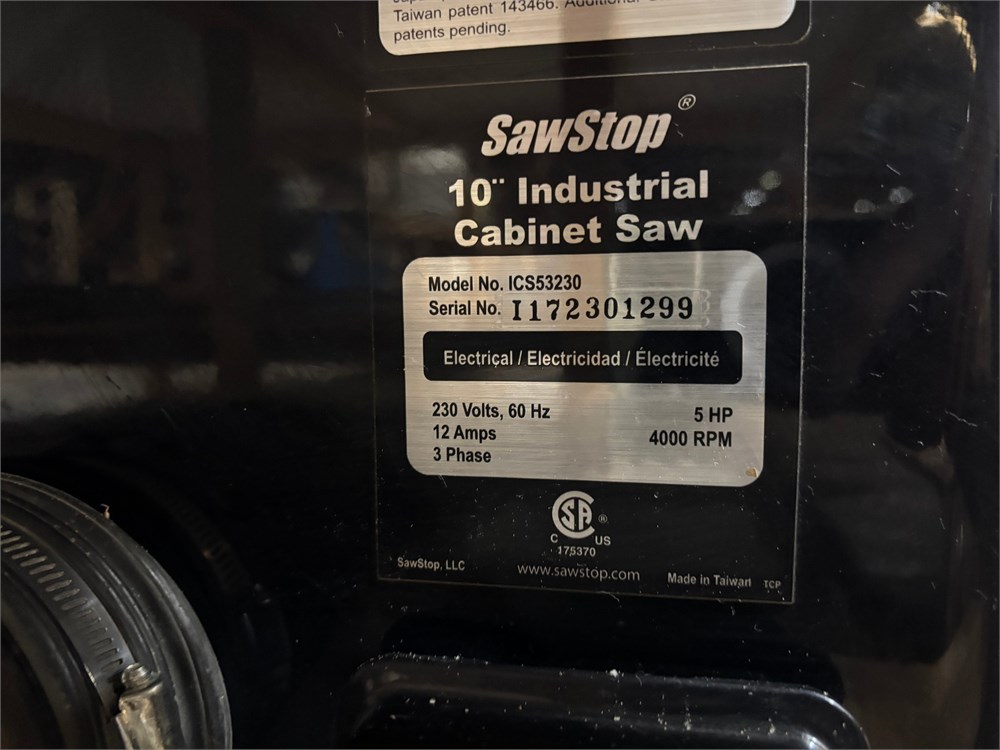 Taiwan patent 143466. Additional
patents pending.
SawStop®
10¨ Industrial
Cabinet Saw
Model No. ICS53230
Serial No. I172301299
Electrical / Electricidad / Électricité
230 Volts, 60 Hz
5 HP
12 Amps
4000 RPM
3 Phase
CSA®
C US
175370
SawStop, LLC
www.sawstop.com
Made in Taiwan
TCP